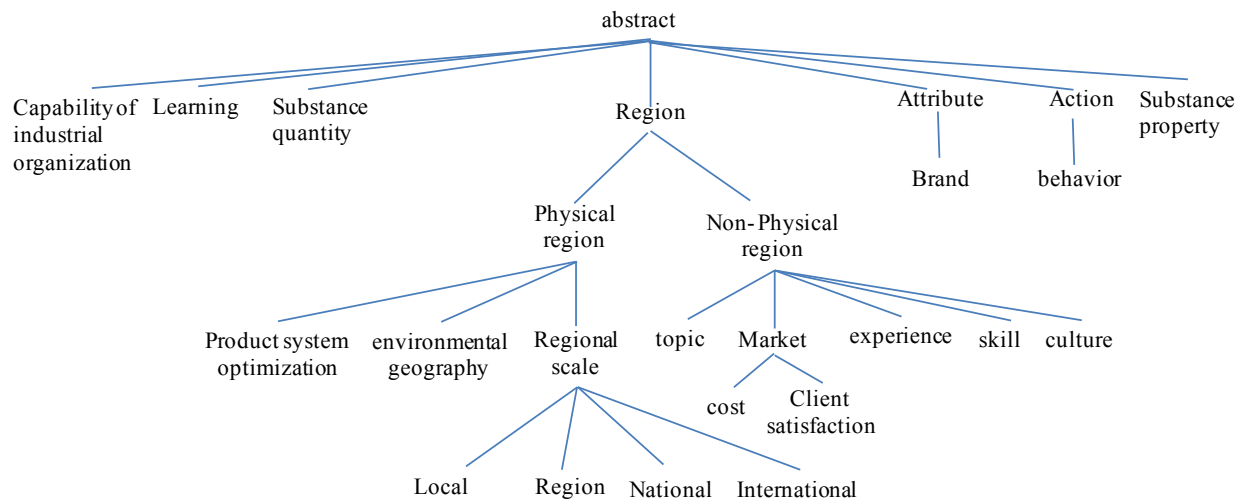 abstract
Capability of
industrial
organization
Learning
Substance
quantity
Region
Attribute
Action
Substance
property
Brand
behavior
Physical
region
Non-Physical
region
Product system
optimization
environmental
geography
Regional
scale
topic
Market
experience
skill
culture
cost
Client
satisfaction
Local
Region
National
International